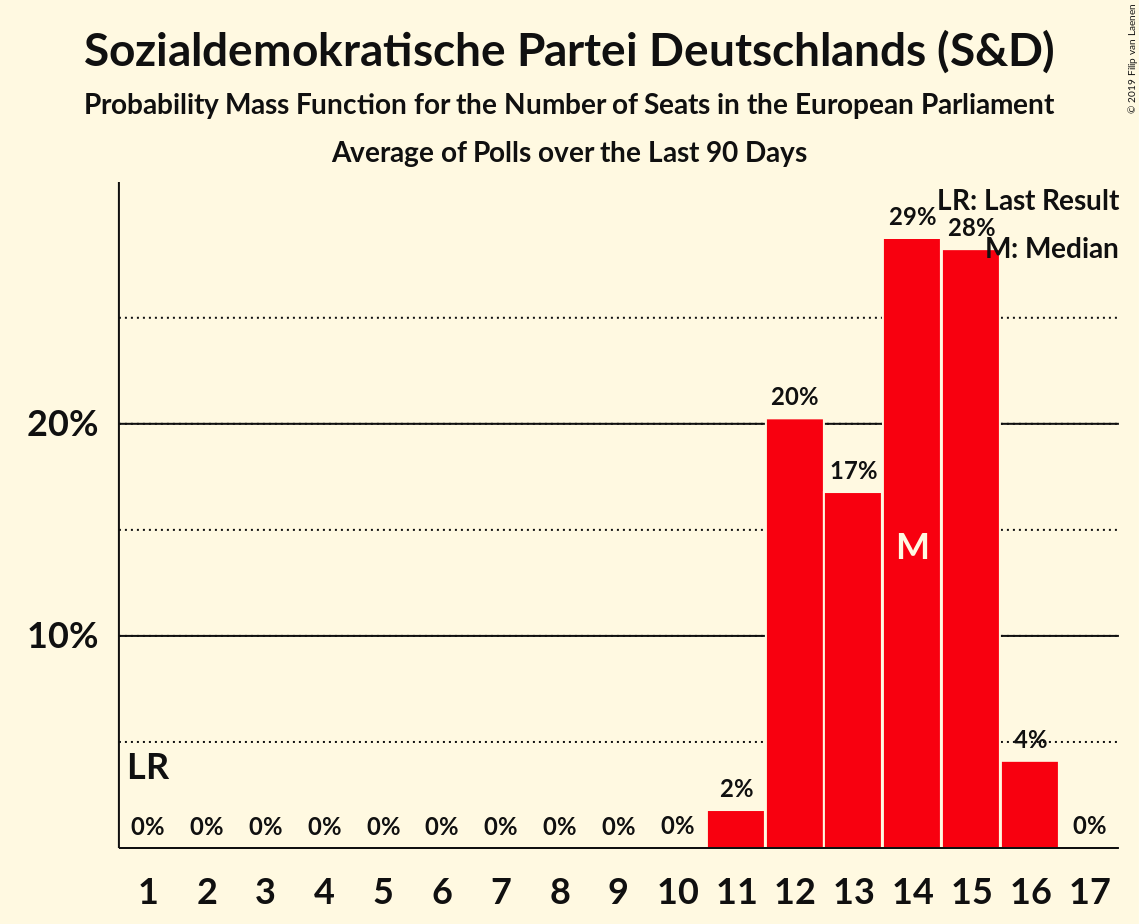 Sozialdemokratische Partei Deutschlands (S&D)
Probability Mass Function for the Number of Seats in the European Parliament
Average of Polls over the Last 90 Days
© 2019 Filip van Laenen
LR: Last Result
M: Median
29%
28%
20%
20%
17%
M
10%
LR
4%
2%
0% 0% 0% 0% 0% 0% 0% 0% 0% 0% 0%
1 2 3 4 5 6 7 8 9 10 11 12 13 14 15 16 17